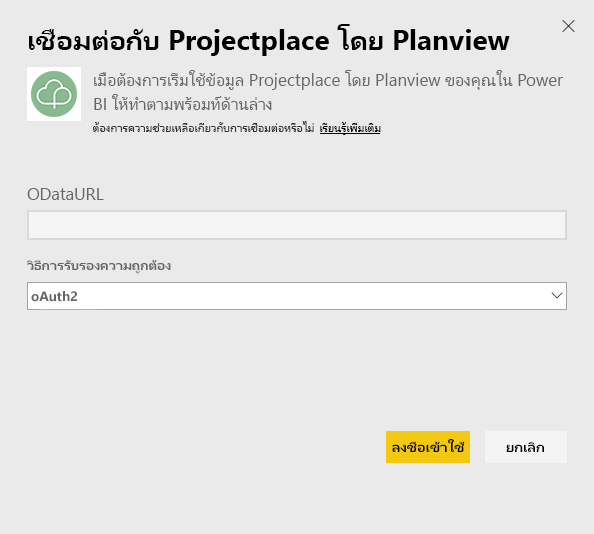 เชื่อมต่อกับ Projectplace โดย Planview
เมื่อต้องการเริ่มใช้ข้อมูล Projectplace โดย Planview ของคุณใน Power
BI ให้ทำตามพร้อมท์ด้านล่าง
ต้องการความช่วยเหลือเกี่ยวกับการเชื่อมต่อหรือไม่ เรียนรู้เพิ่มเติม
ODataURL
วิธีการรับรองความถูกต้อง
oAuth2
ลงชื่อเข้าใช้
ยกเลิก